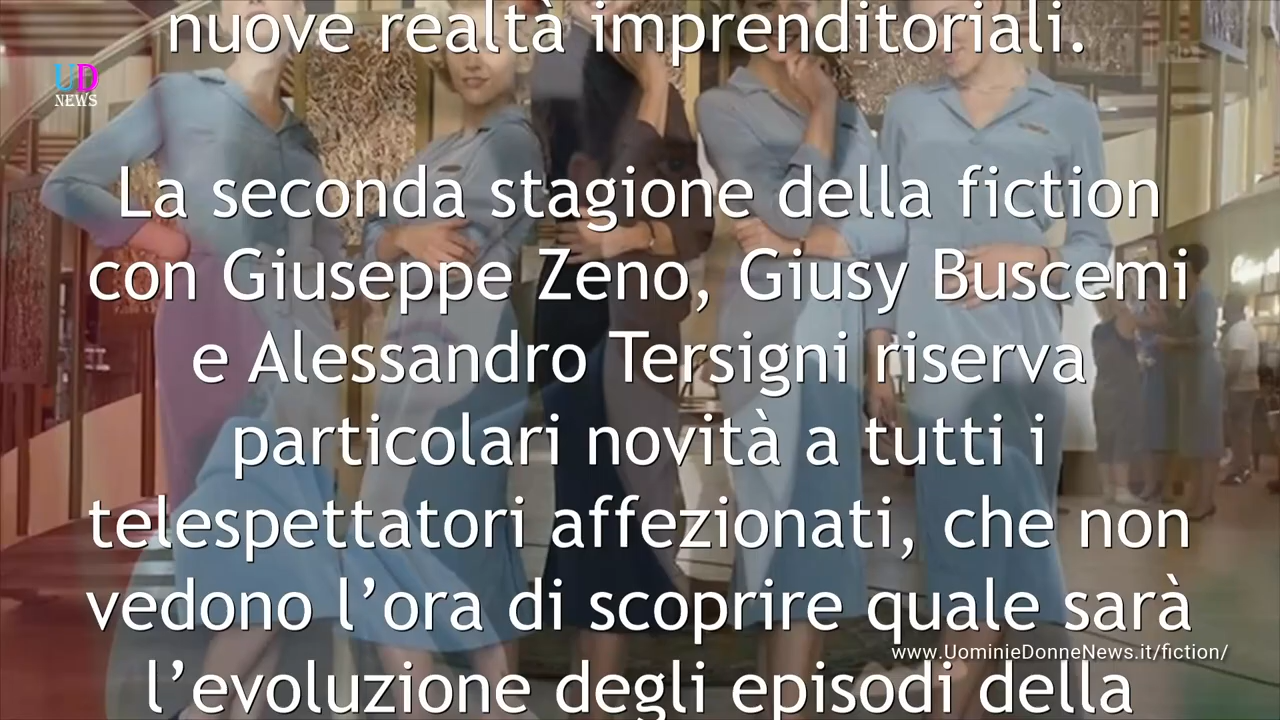 nuove realtà imprenditoriali.
UD
NEWS
La seconda stagione della fiction
con Giuseppe Zeno, Giusy Buscemi
e Alessandro Tersigni riserva
particolari novità a tutti i
telespettatori affezionati, che non
vedono l’ora di scoprire quale sarà
www.UominieDonneNews.it/fiction/
l’evoluzione degli episodi della